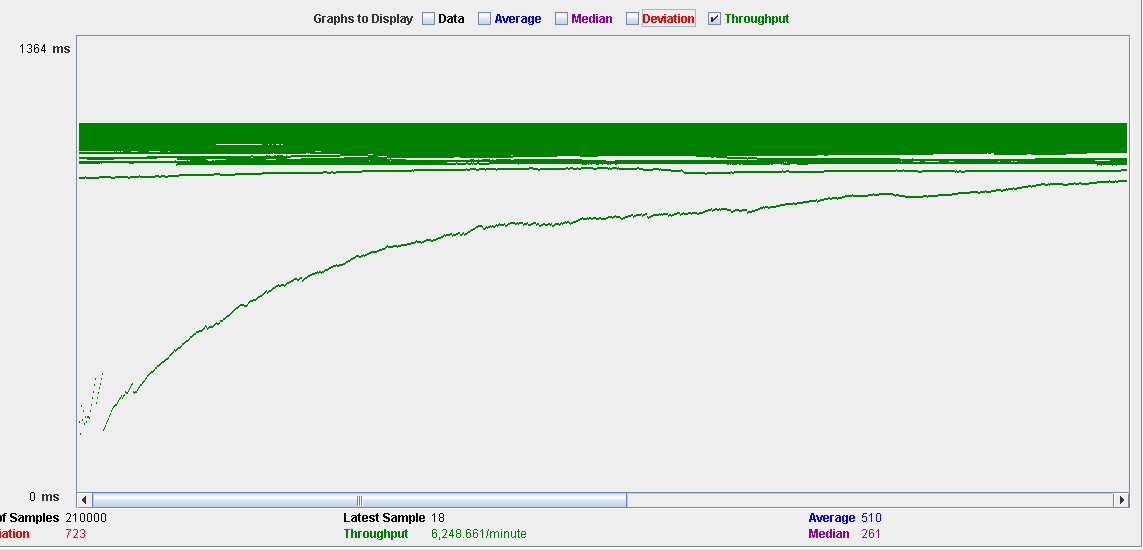 Graphs to Display Data Average Median Deviation Throughput
1364 ms
0 ms
of Samples 210000 Latest Sample 18 Average 510
iation 723 Throughput 6,248.661/minute Median 261